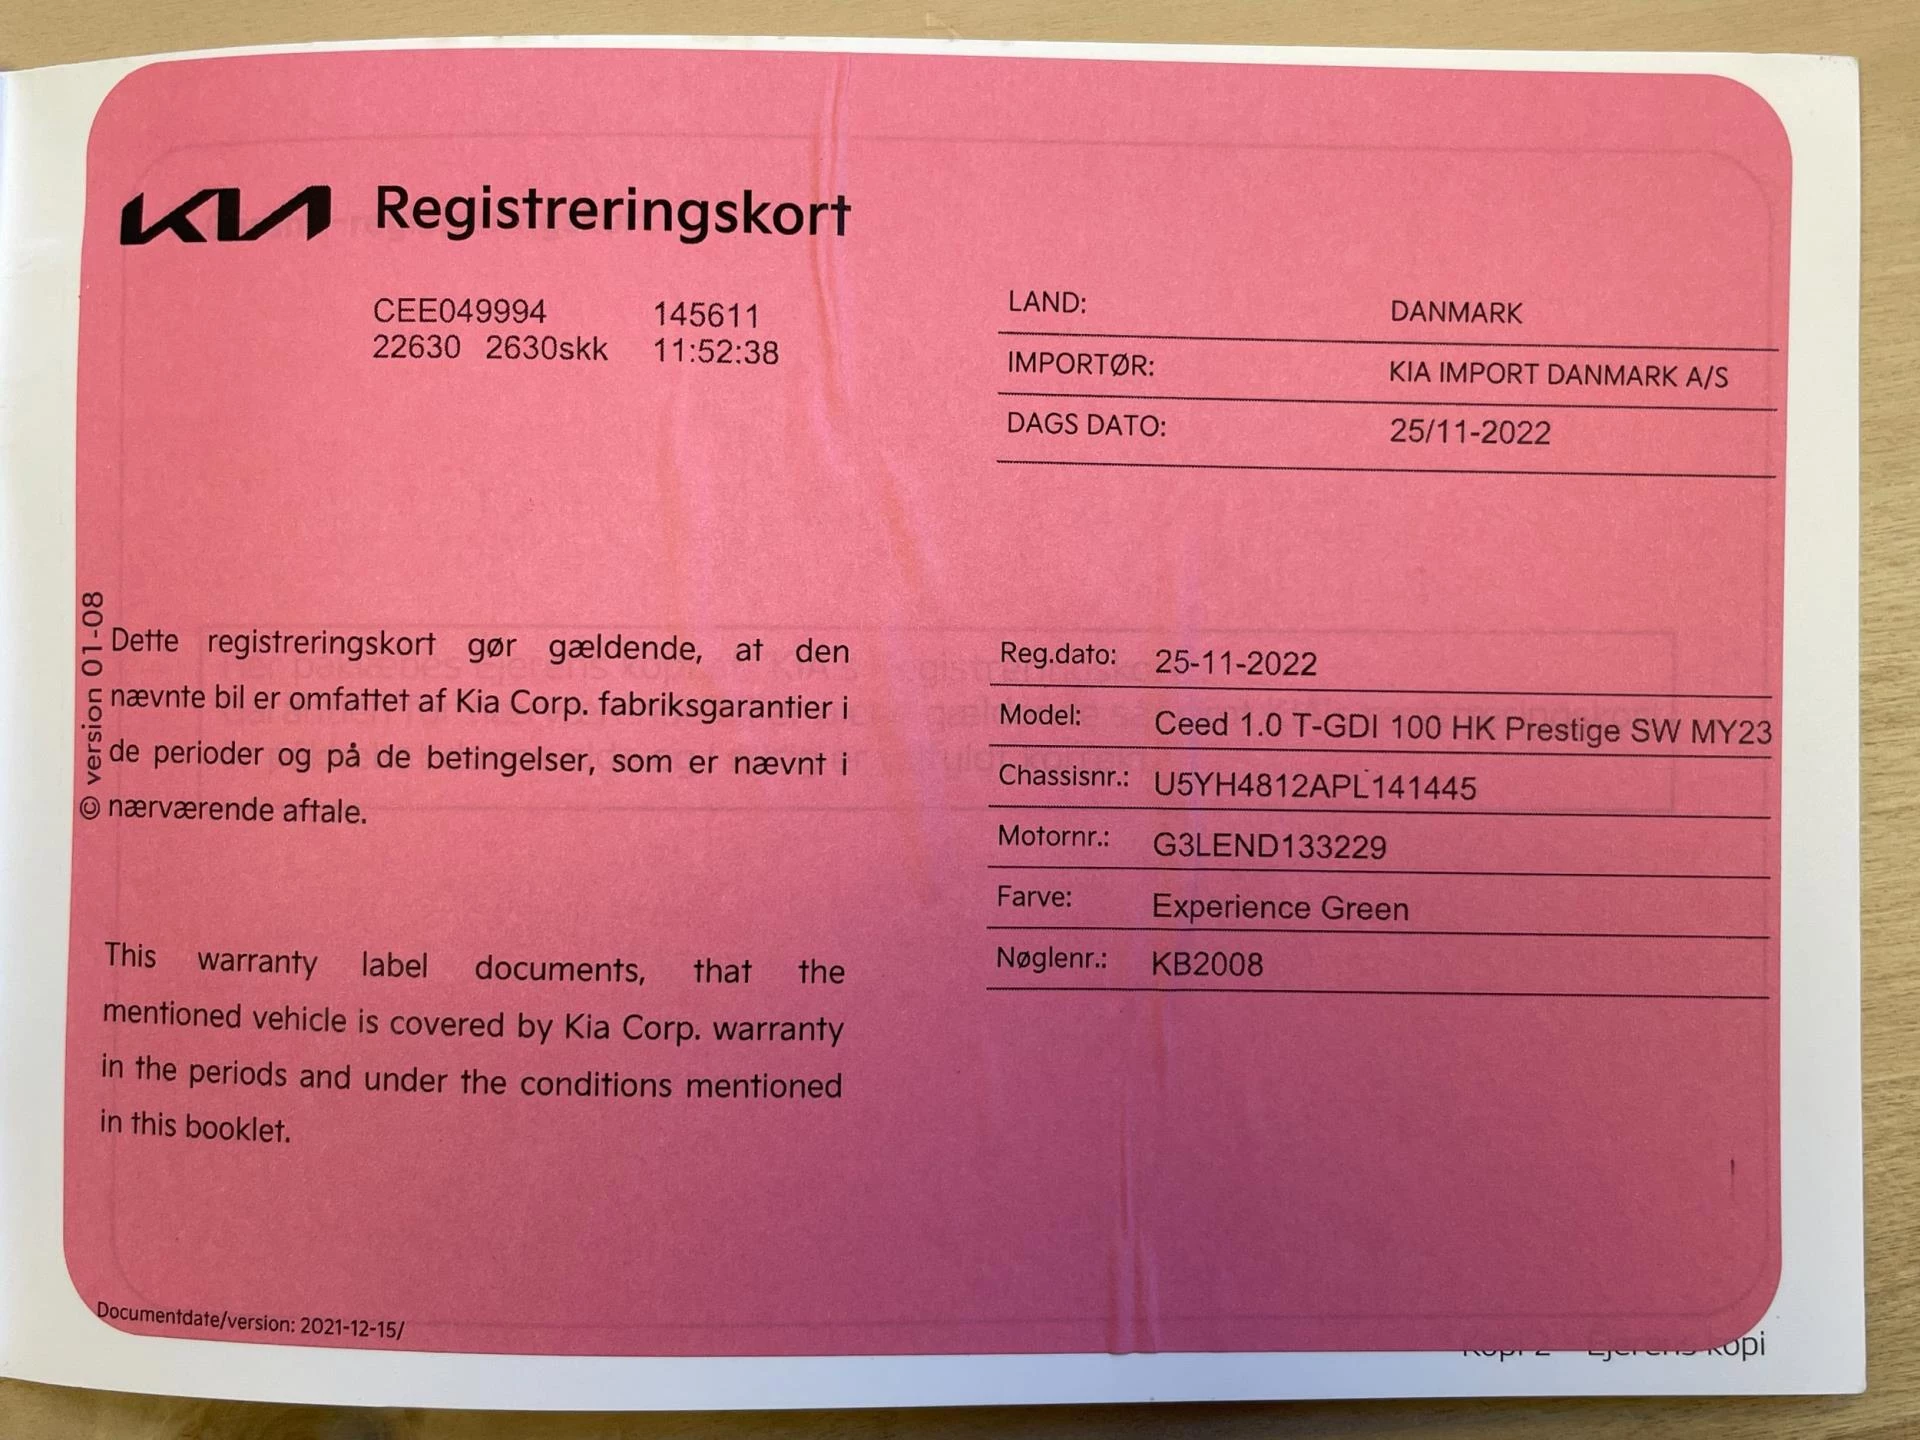 KIA Registreringskort
CEE049994 145611
22630 2630skk 11:52:38
LAND: DANMARK
IMPORTØR: KIA IMPORT DANMARK A/S
DAGS DATO: 25/11-2022
© version 01-08
Dette registreringskort gør gældende, at den
nævnte bil er omfattet af Kia Corp. fabriksgarantier i
de perioder og på de betingelser, som er nævnt i
nærværende aftale.
This warranty label documents, that the
mentioned vehicle is covered by Kia Corp. warranty
in the periods and under the conditions mentioned
in this booklet.
Reg.dato: 25-11-2022
Model: Ceed 1.0 T-GDI 100 HK Prestige SW MY23
Chassisnr.: U5YH4812APL141445
Motornr.: G3LEND133229
Farve: Experience Green
Nøglenr.: KB2008
Documentdate/version: 2021-12-15/
Kopi 2 Ejerens kopi